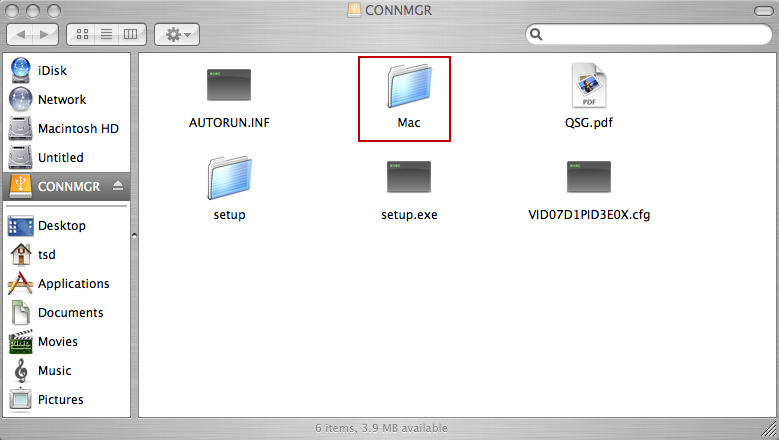 CONNMGR
iDisk
Network
Macintosh HD
Untitled
CONNMGR
Desktop
tsd
Applications
Documents
Movies
Music
Pictures
AUTORUN.INF
Mac
PDF
QSG.pdf
setup
setup.exe
VID07D1PID3E0X.cfg
6 items, 3.9 MB available